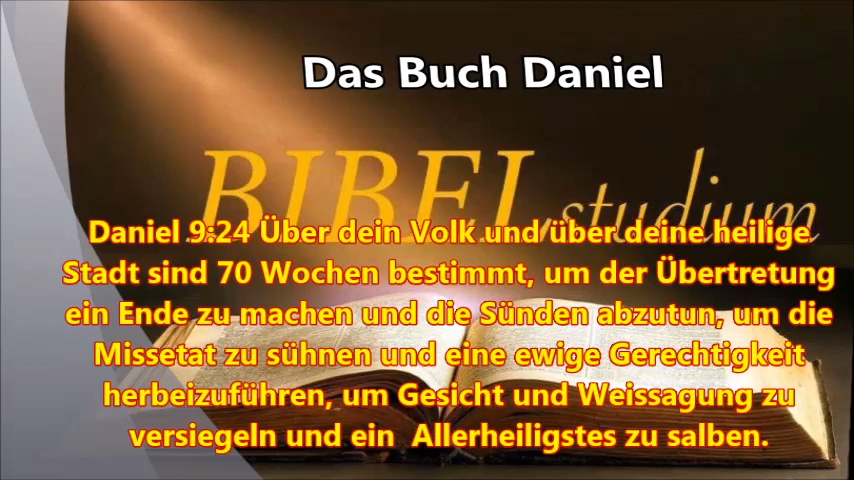 Das Buch Daniel
BIBEL studium
Daniel 9:24 Über dein Volk und über deine heilige
Stadt sind 70 Wochen bestimmt, um der Übertretung
ein Ende zu machen und die Sünden abzutun, um die
Missetat zu sühnen und eine ewige Gerechtigkeit
herbeizuführen, um Gesicht und Weissagung zu
versiegeln und ein  Allerheiligstes zu salben.